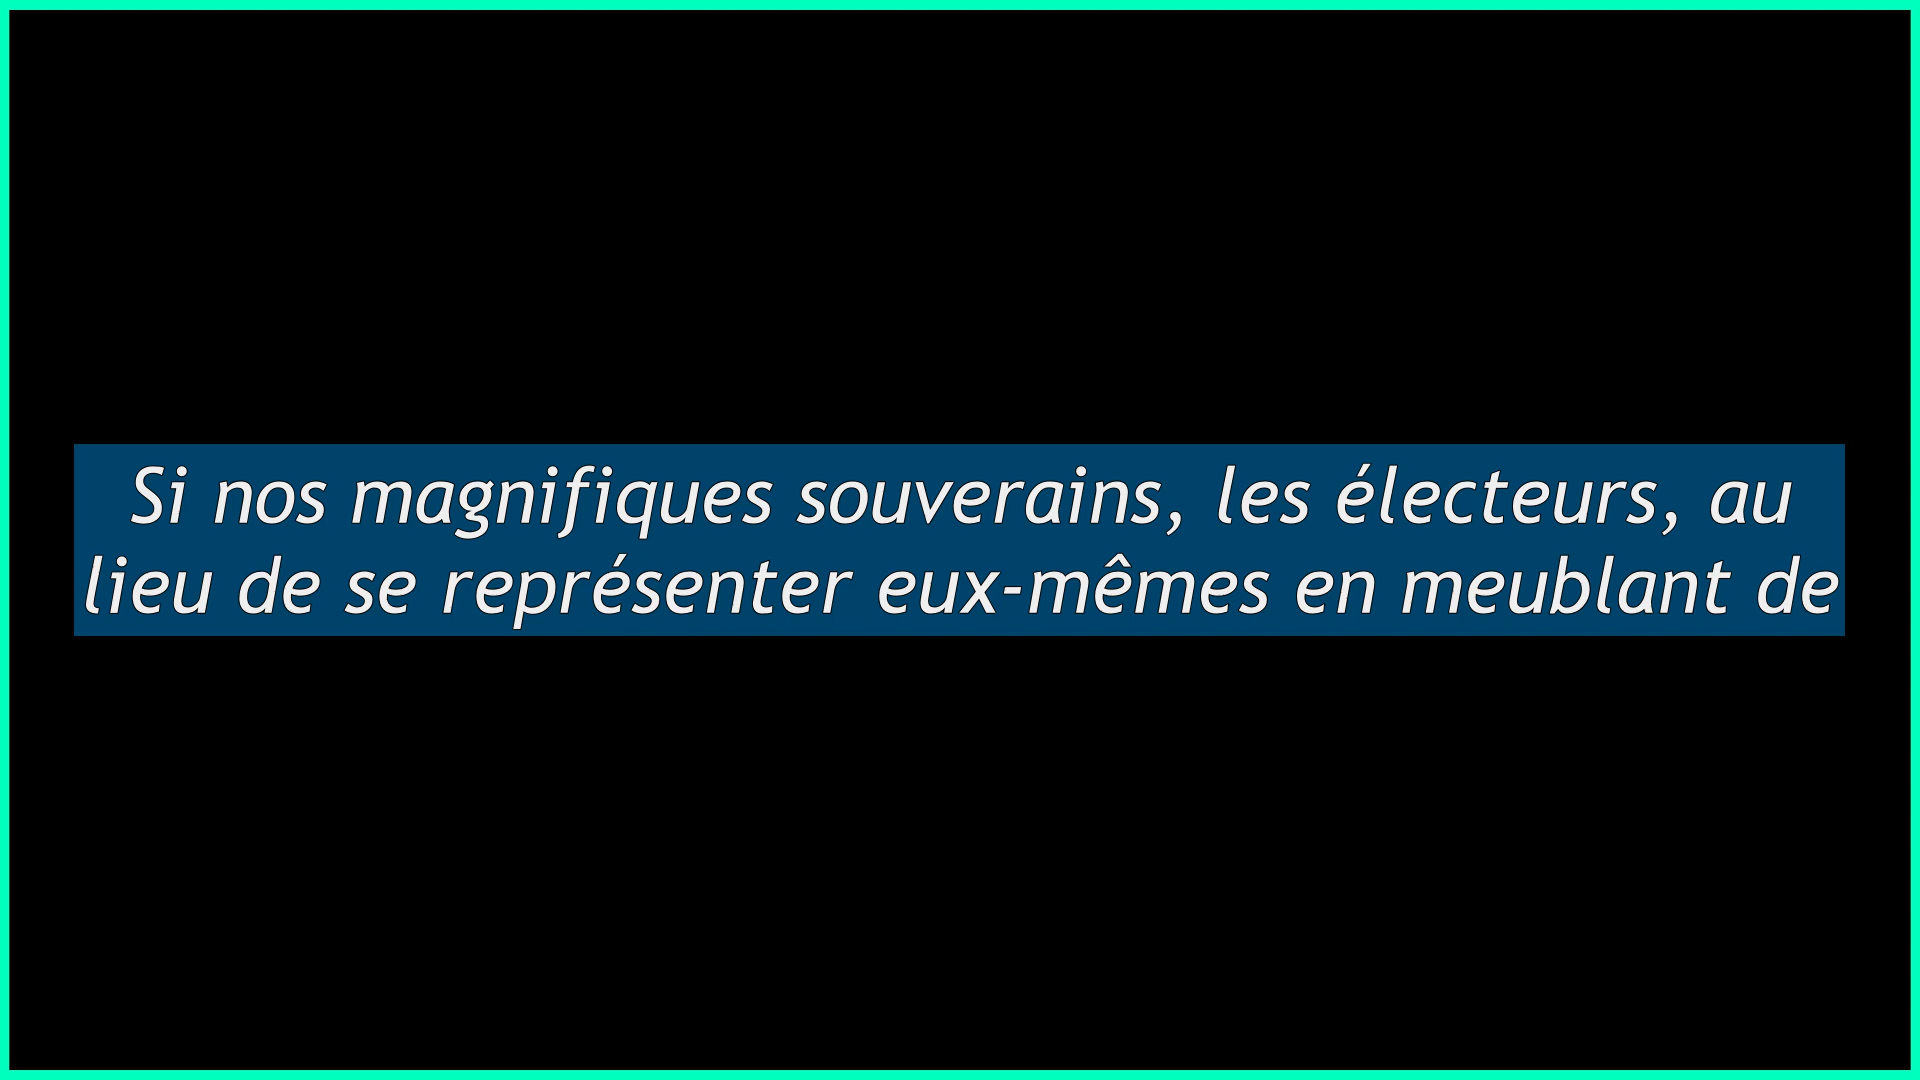 Si nos magnifiques souverains, les électeurs, au
lieu de se représenter eux-mêmes en meublant de